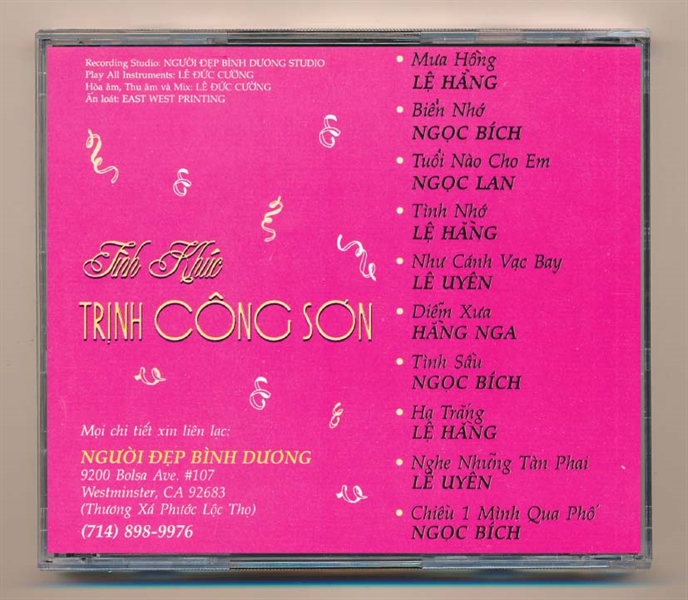 Recording Studio: NGƯỜI ĐẸP BÌNH DƯƠNG STUDIO
Play All Instruments: LÊ ĐỨC CƯỜNG
Hòa âm, Thu âm và Mix: LÊ ĐỨC CƯỜNG
Ấn loát: EAST WEST PRINTING
Tình Khúc
TRỊNH CÔNG SƠN
Mọi chi tiết xin liên lạc:
NGƯỜI ĐẸP BÌNH DƯƠNG
9200 Bolsa Ave. #107
Westminster, CA 92683
(Thương Xá Phước Lộc Thọ)
(714) 898-9976
• Mưa Hồng
LỆ HẰNG
• Biển Nhớ
NGỌC BÍCH
• Tuổi Nào Cho Em
NGỌC LAN
• Tình Nhớ
LỆ HẰNG
• Như Cánh Vạc Bay
LÊ UYÊN
• Diễm Xưa
HẰNG NGA
• Tình Sầu
NGỌC BÍCH
• Hạ Trắng
LỆ HẰNG
• Nghe Những Tàn Phai
LÊ UYÊN
• Chiều 1 Mình Qua Phố
NGỌC BÍCH